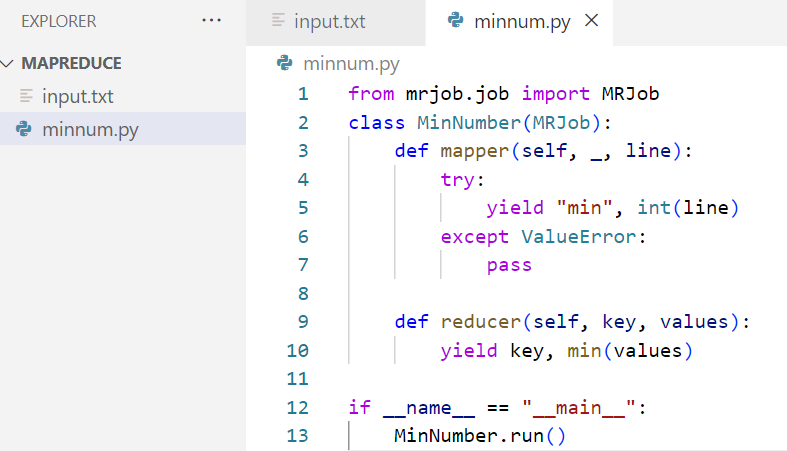 EXPLORER ...
MAPREDUCE
input.txt
minnum.py
input.txt minnum.py
minnum.py
1 from mrjob.job import MRJob
2 class MinNumber(MRJob):
3     def mapper(self, _, line):
4         try:
5             yield "min", int(line)
6         except ValueError:
7             pass
8
9     def reducer(self, key, values):
10         yield key, min(values)
11
12 if __name__ == "__main__":
13     MinNumber.run()